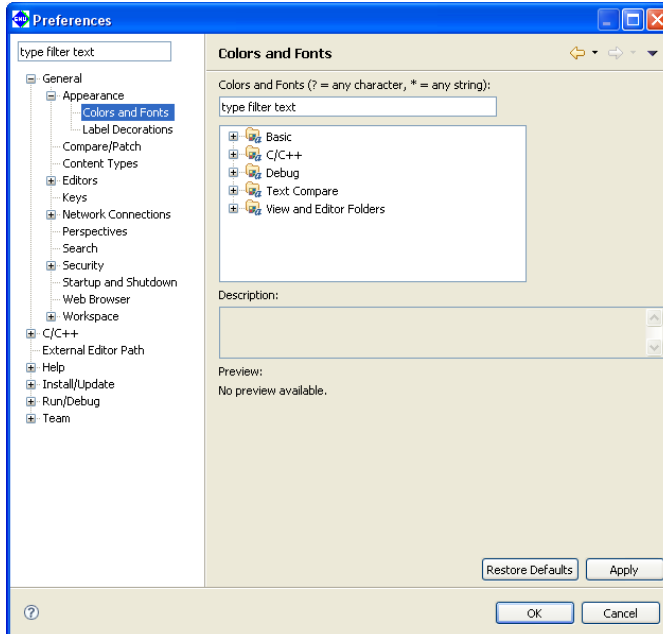 Preferences
type filter text
General
Appearance
Colors and Fonts
Label Decorations
Compare/Patch
Content Types
Editors
Keys
Network Connections
Perspectives
Search
Security
Startup and Shutdown
Web Browser
Workspace
C/C++
External Editor Path
Help
Install/Update
Run/Debug
Team
Colors and Fonts
Colors and Fonts (? = any character, * = any string):
type filter text
Basic
C/C++
Debug
Text Compare
View and Editor Folders
Description:
Preview:
No preview available.
Restore Defaults
Apply
OK
Cancel